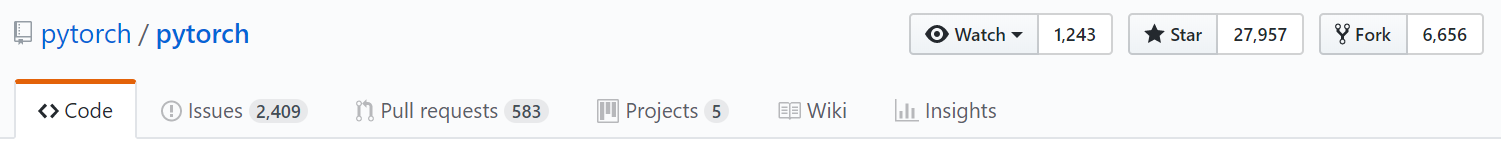 pytorch / pytorch Watch 1,243 Star 27,957 Fork 6,656
Code Issues 2,409 Pull requests 583 Projects 5 Wiki Insights